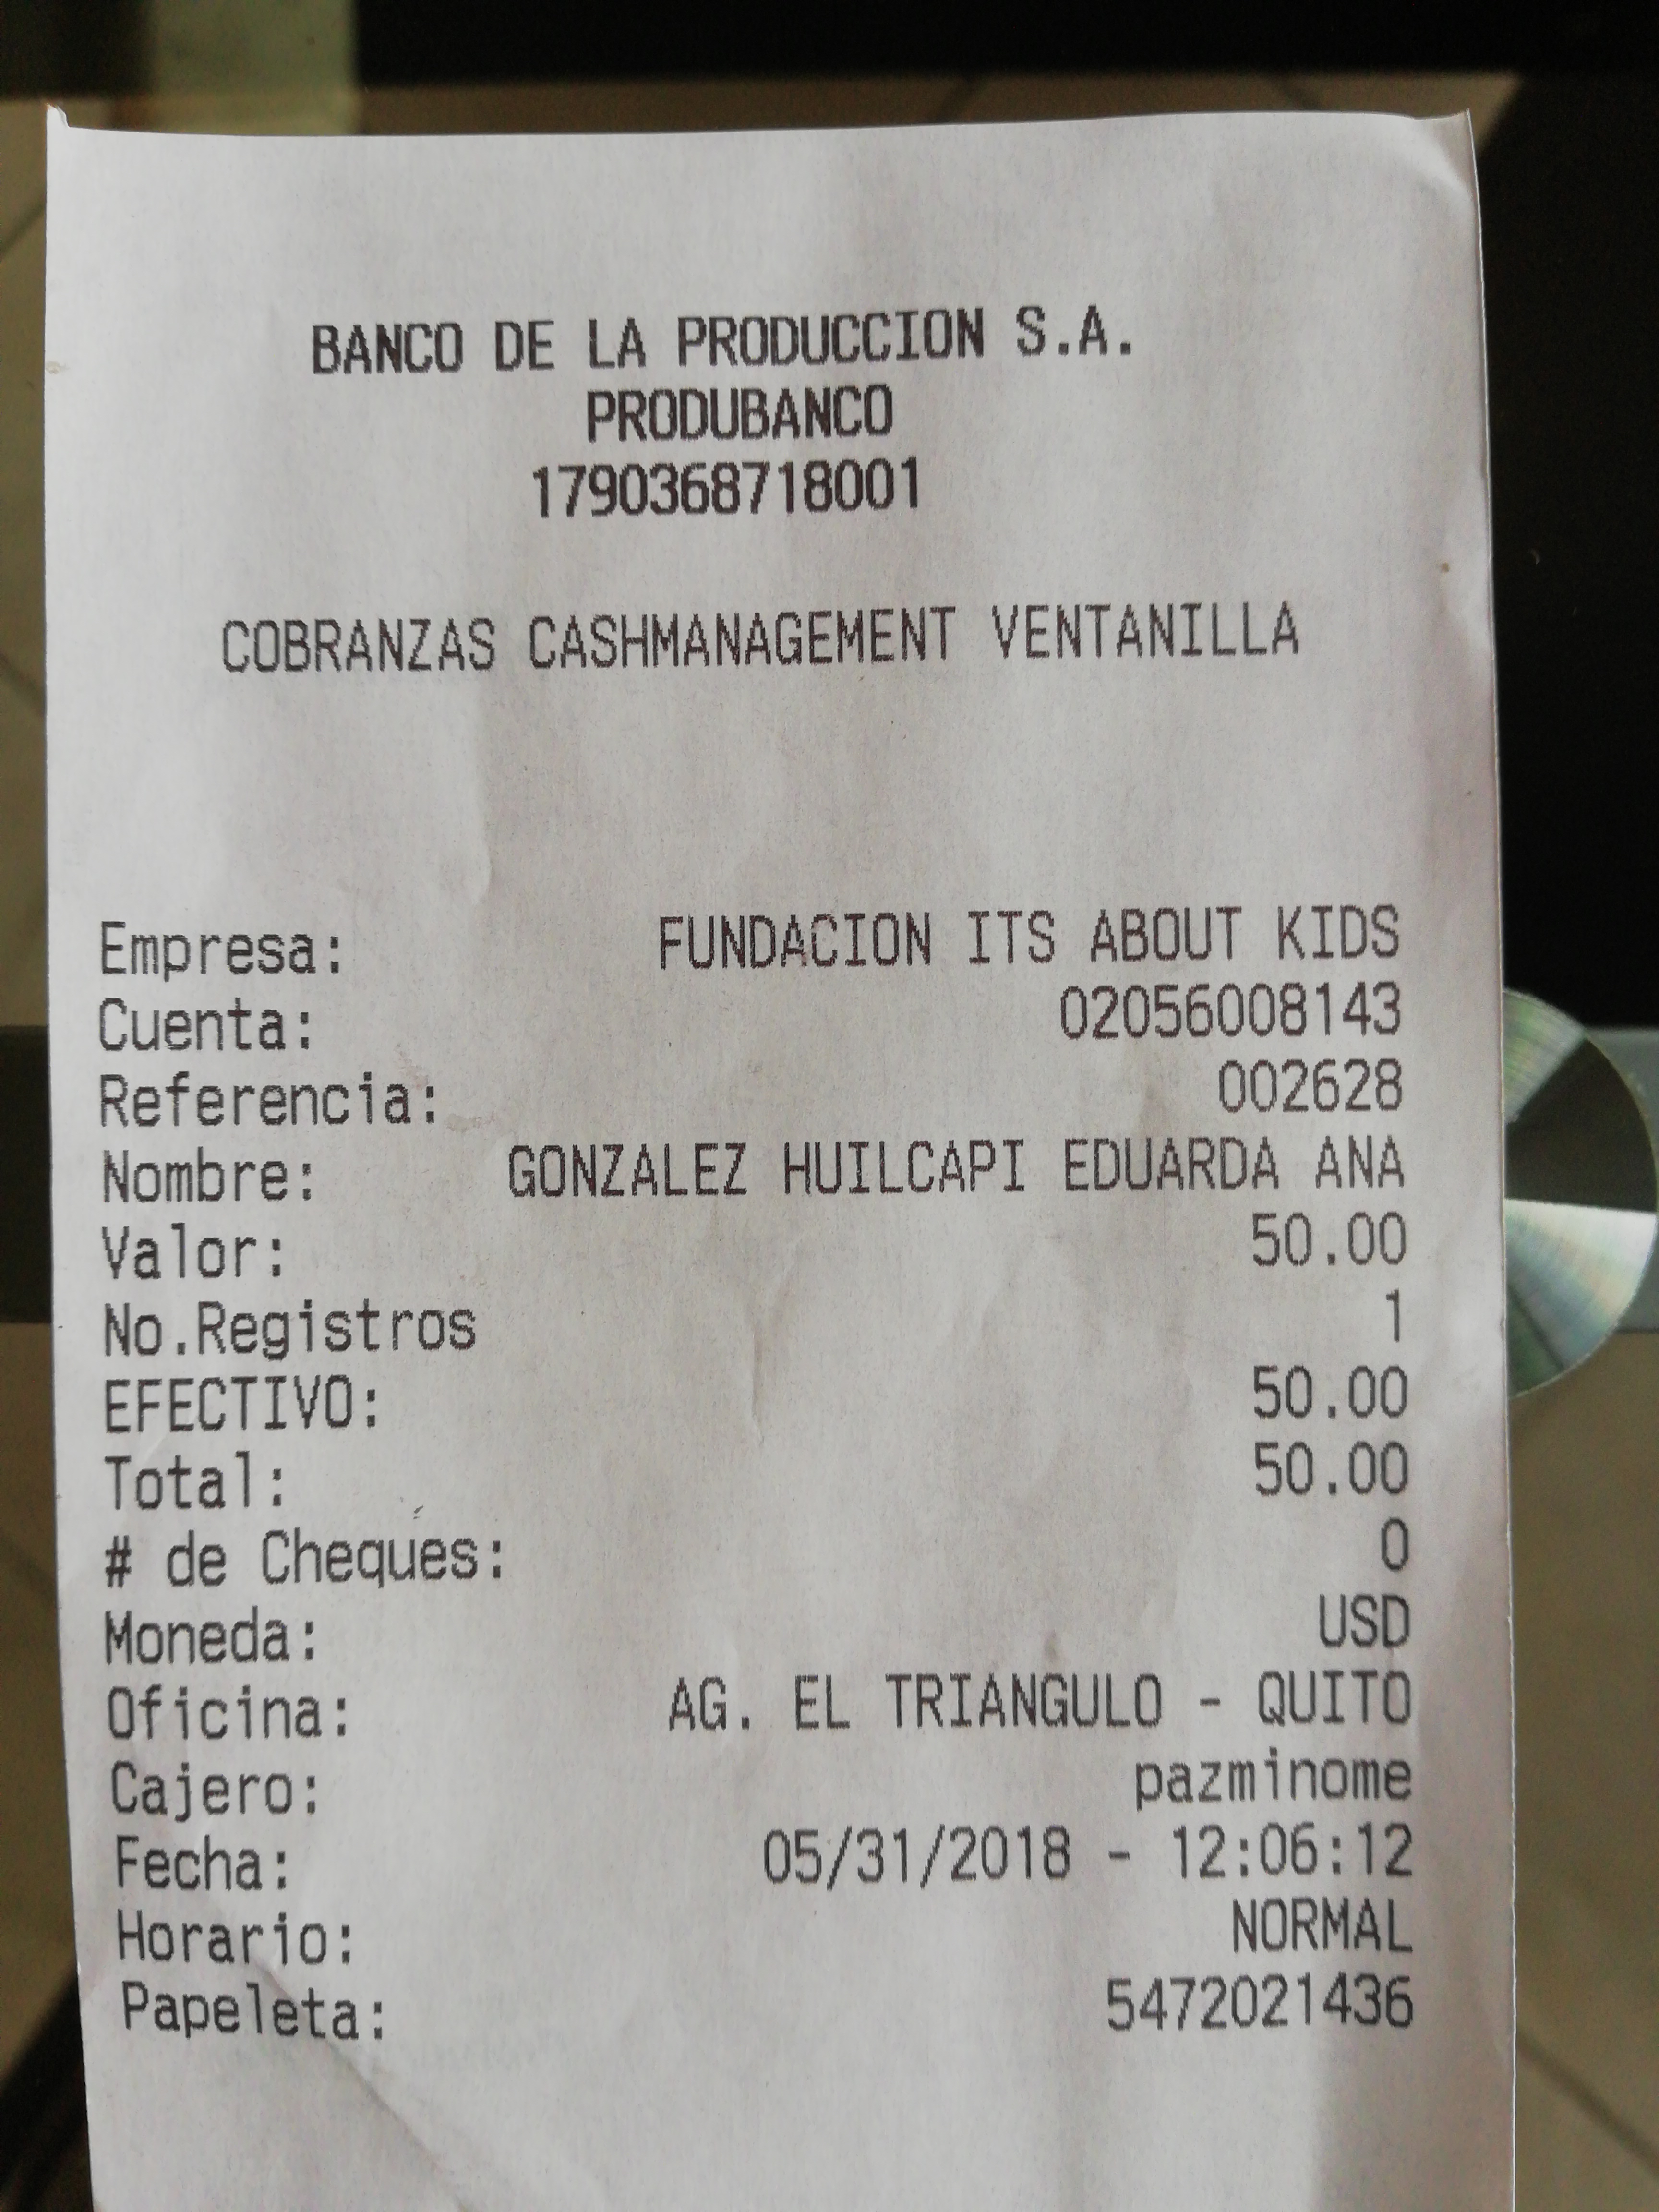 BANCO DE LA PRODUCCION S.A.
PRODUBANCO
1790368718001
COBRANZAS CASHMANAGEMENT VENTANILLA
Empresa: FUNDACION ITS ABOUT KIDS
Cuenta: 02056008143
Referencia: 002628
Nombre: GONZALEZ HUILCAPI EDUARDA ANA
Valor: 50.00
No.Registros 1
EFECTIVO: 50.00
Total: 50.00
# de Cheques: 0
Moneda: USD
Oficina: AG. EL TRIANGULO - QUITO
Cajero: pazminome
Fecha: 05/31/2018 - 12:06:12
Horario: NORMAL
Papeleta: 5472021436